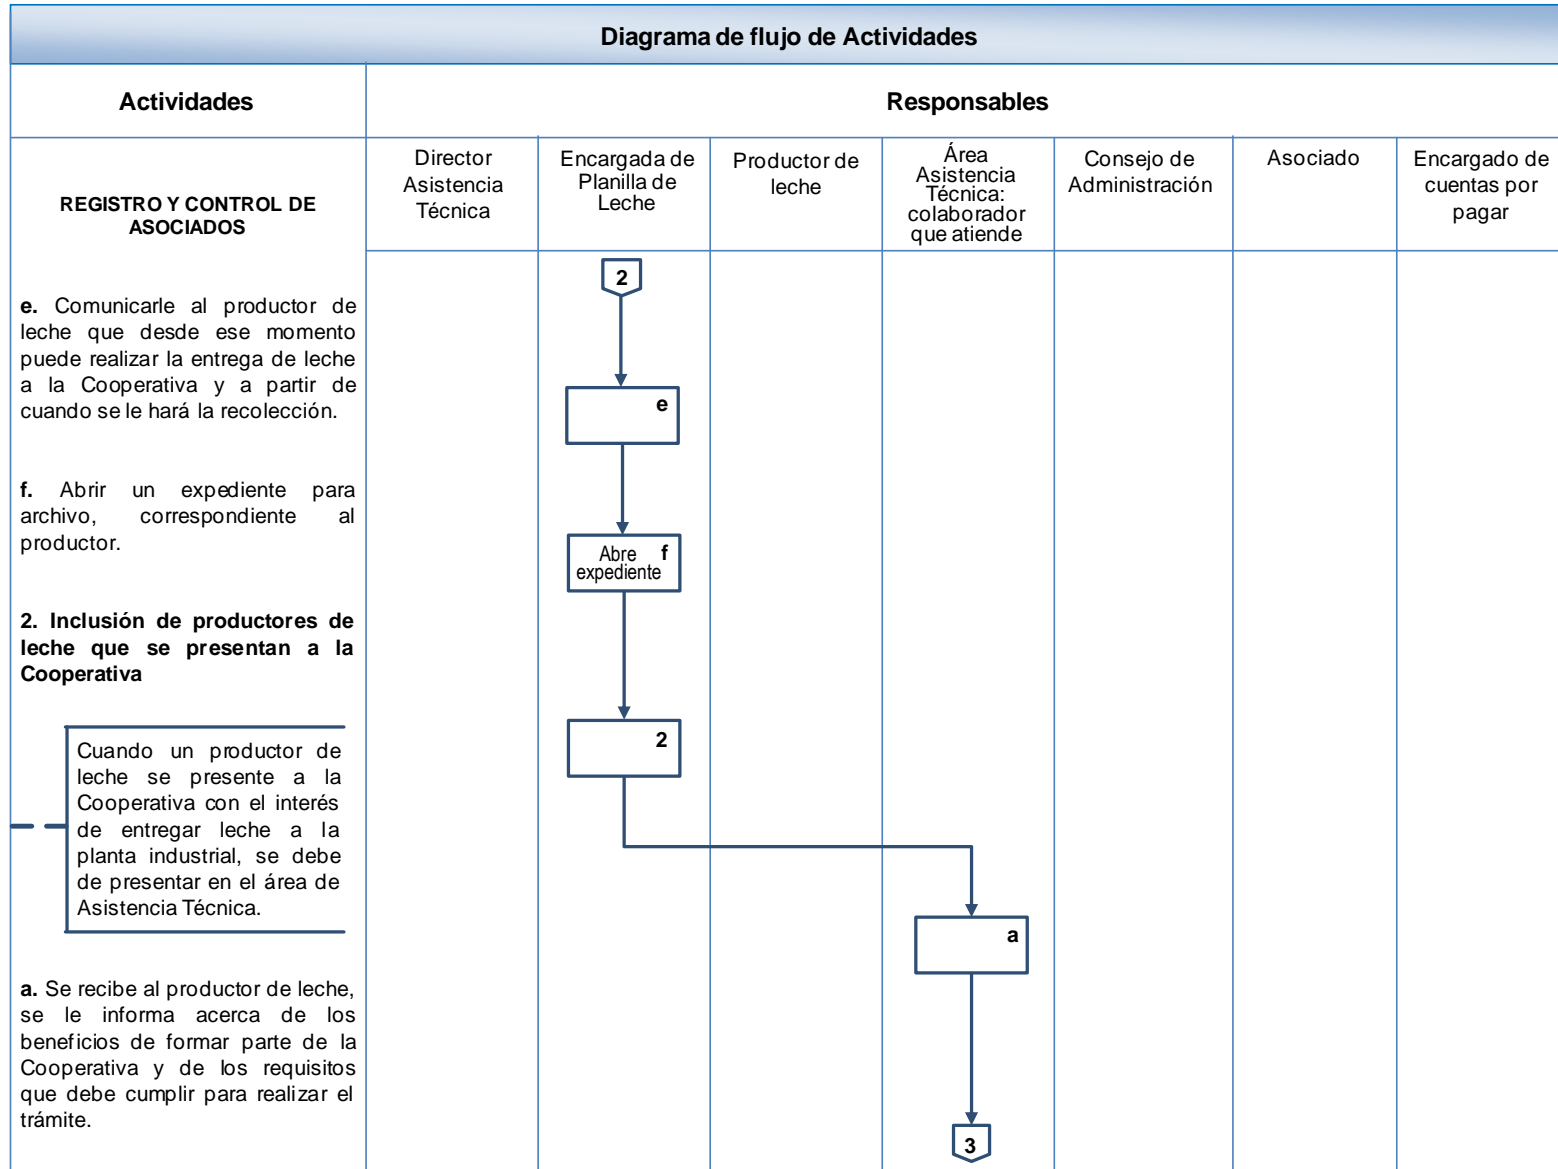 Diagrama de flujo de Actividades
Actividades
Responsables
REGISTRO Y CONTROL DE
ASOCIADOS
Director
Asistencia
Técnica
Encargada de
Planilla de
Leche
Productor de
leche
Área
Asistencia
Técnica:
colaborador
que atiende
Consejo de
Administración
Asociado
Encargado de
cuentas por
pagar
e. Comunicarle al productor de
leche que desde ese momento
puede realizar la entrega de leche
a la Cooperativa y a partir de
cuando se le hará la recolección.
f. Abrir un expediente para
archivo, correspondiente al
productor.
2. Inclusión de productores de
leche que se presentan a la
Cooperativa
Cuando un productor de
leche se presente a la
Cooperativa con el interés
de entregar leche a la
planta industrial, se debe
de presentar en el área de
Asistencia Técnica.
a. Se recibe al productor de leche,
se le informa acerca de los
beneficios de formar parte de la
Cooperativa y de los requisitos
que debe cumplir para realizar el
trámite.
2
e
Abre f
expediente
2
a
3